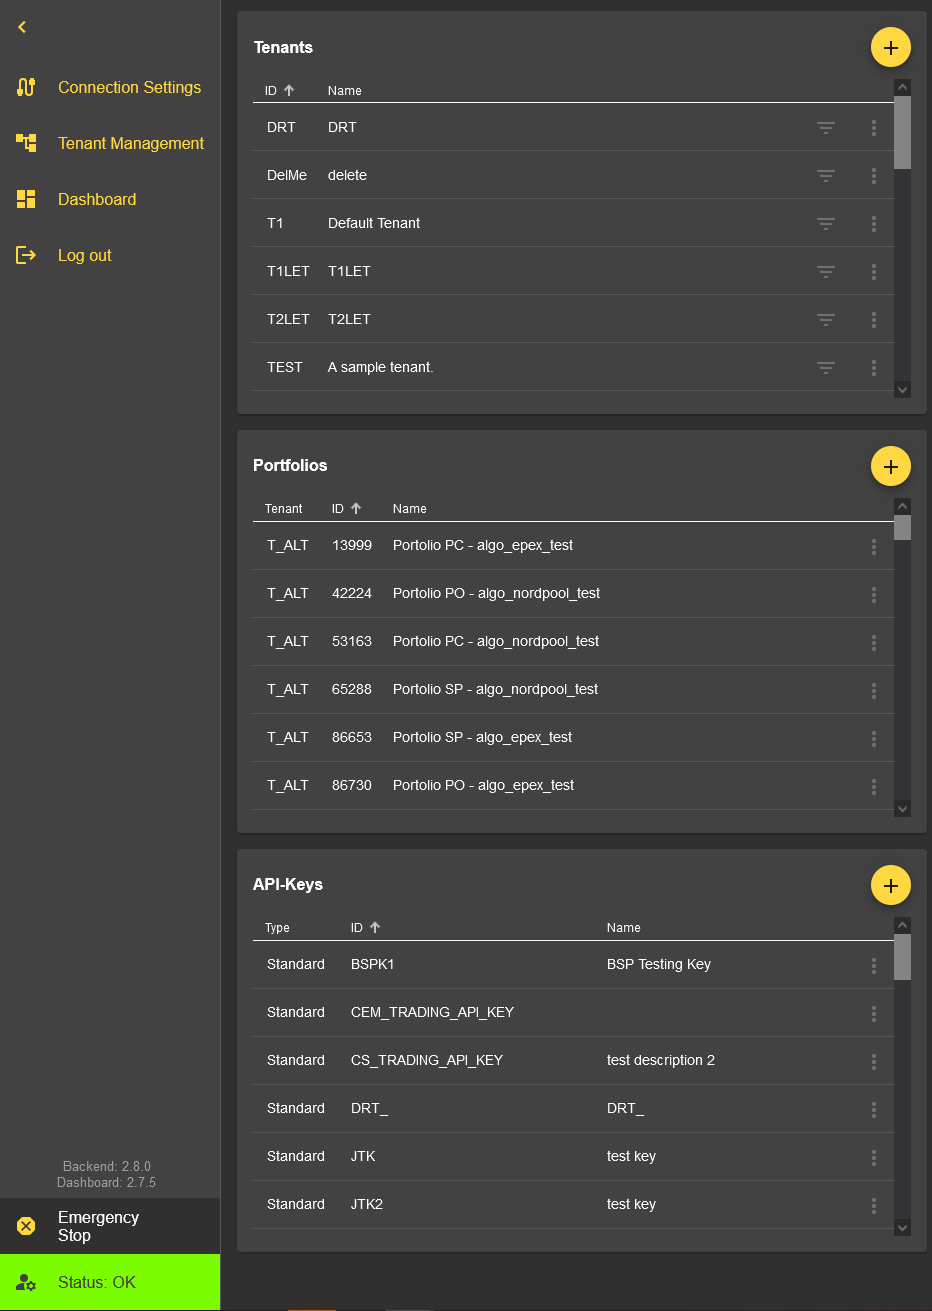 Connection Settings
Tenant Management
Dashboard
Log out
Backend: 2.8.0
Dashboard: 2.7.5
Emergency
Stop
Status: OK
Tenants
ID Name
DRT DRT
DelMe delete
T1 Default Tenant
T1LET T1LET
T2LET T2LET
TEST A sample tenant.
Portfolios
Tenant ID Name
T_ALT 13999 Portolio PC - algo_epex_test
T_ALT 42224 Portolio PO - algo_nordpool_test
T_ALT 53163 Portolio PC - algo_nordpool_test
T_ALT 65288 Portolio SP - algo_nordpool_test
T_ALT 86653 Portolio SP - algo_epex_test
T_ALT 86730 Portolio PO - algo_epex_test
API-Keys
Type ID Name
Standard BSPK1 BSP Testing Key
Standard CEM_TRADING_API_KEY
Standard CS_TRADING_API_KEY test description 2
Standard DRT_ DRT_
Standard JTK test key
Standard JTK2 test key